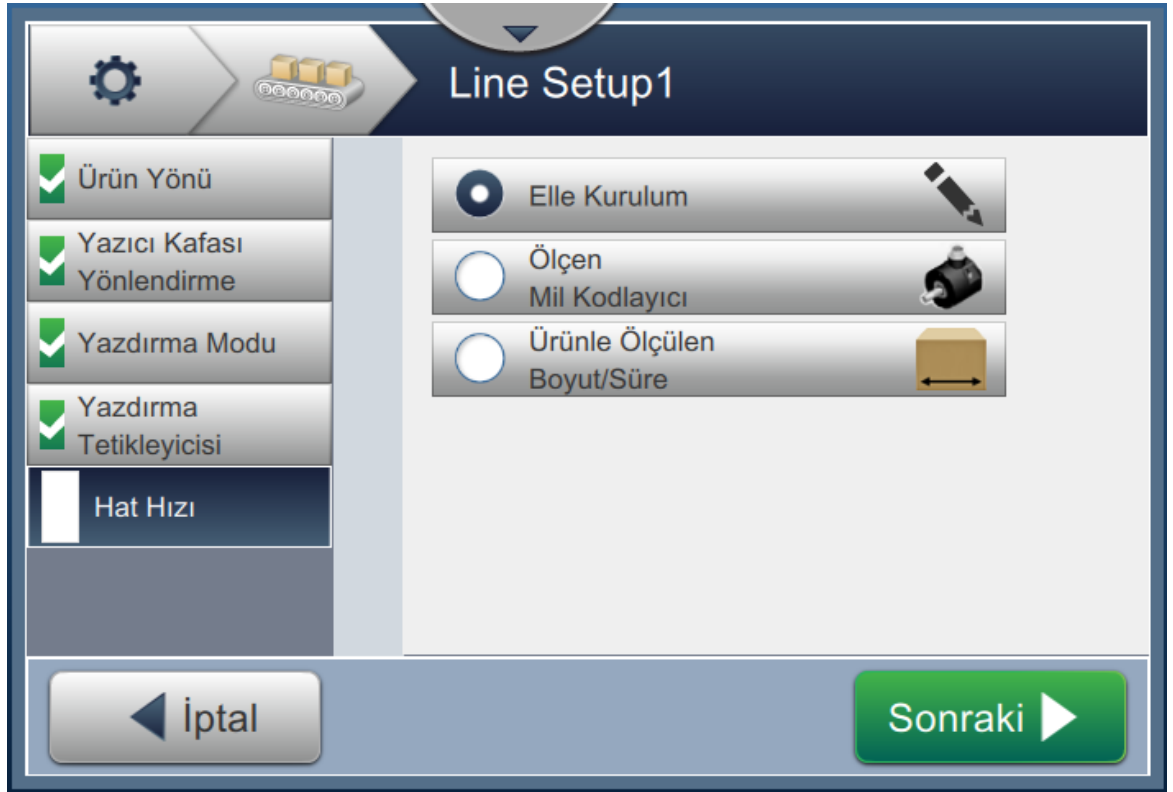 Line Setup1
Ürün Yönü
Yazıcı Kafası
Yönlendirme
Yazdırma Modu
Yazdırma
Tetikleyicisi
Hat Hızı
Elle Kurulum
Ölçen
Mil Kodlayıcı
Ürünle Ölçülen
Boyut/Süre
İptal
Sonraki